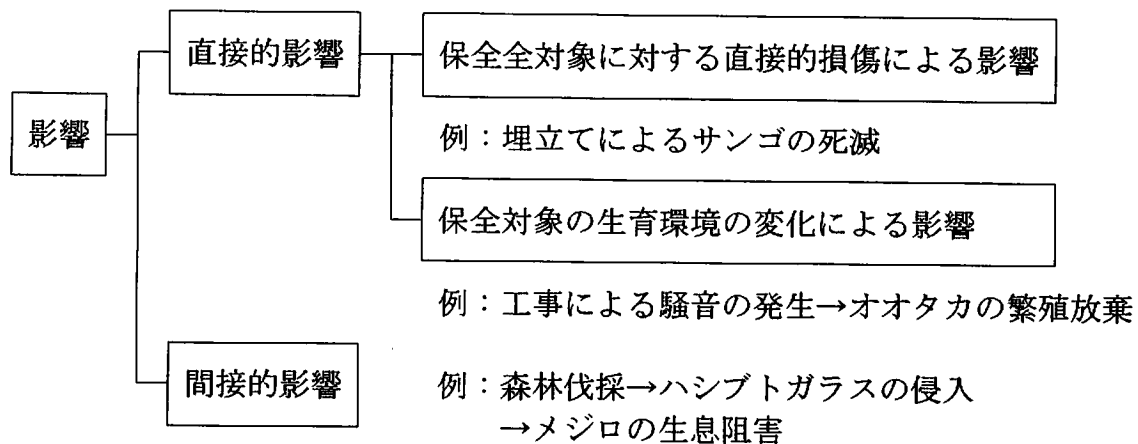 影響
直接的影響
保全全対象に対する直接的損傷による影響
例：埋立てによるサンゴの死滅
保全対象の生育環境の変化による影響
例：工事による騒音の発生→オオタカの繁殖放棄
間接的影響
例：森林伐採→ハシブトガラスの侵入
→メジロの生息阻害